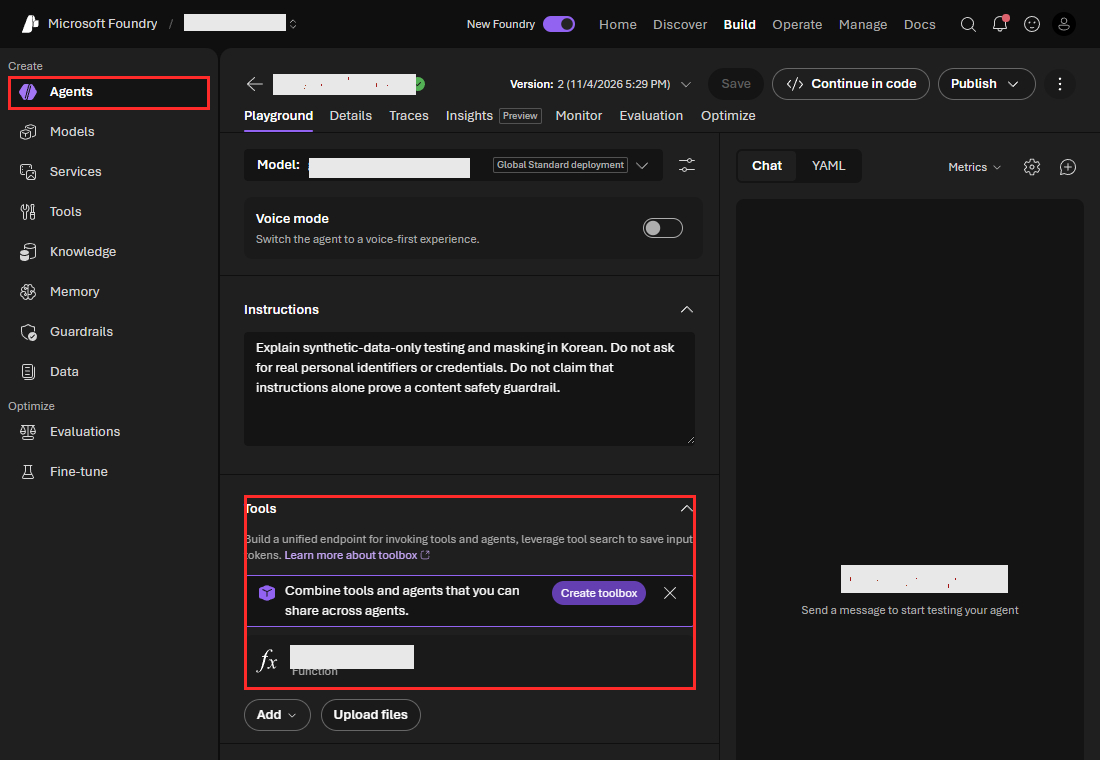 Microsoft Foundry /
New Foundry
Home
Discover
Build
Operate
Manage
Docs
Create
Agents
Models
Services
Tools
Knowledge
Memory
Guardrails
Data
Optimize
Evaluations
Fine-tune
Version: 2 (11/4/2026 5:29 PM)
Save
Continue in code
Publish
Playground
Details
Traces
Insights Preview
Monitor
Evaluation
Optimize
Model:
Global Standard deployment
Voice mode
Switch the agent to a voice-first experience.
Instructions
Explain synthetic-data-only testing and masking in Korean. Do not ask
for real personal identifiers or credentials. Do not claim that
instructions alone prove a content safety guardrail.
Tools
Build a unified endpoint for invoking tools and agents, leverage tool search to save input
tokens. Learn more about toolbox
Combine tools and agents that you can
share across agents.
Create toolbox
fx
Function
Add
Upload files
Chat
YAML
Metrics
Send a message to start testing your agent